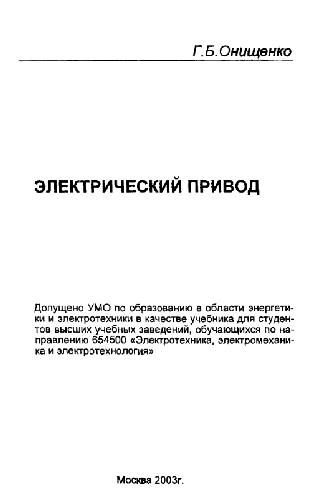 Г.Б.Онищенко
ЭЛЕКТРИЧЕСКИЙ ПРИВОД
Допущено УМО по образованию в области энергети-
ки и электротехники в качестве учебника для студен-
тов высших учебных заведений, обучающихся по на-
правлению 654500 «Электротехника, электромехани-
ка и электротехнология»
Москва 2003г.